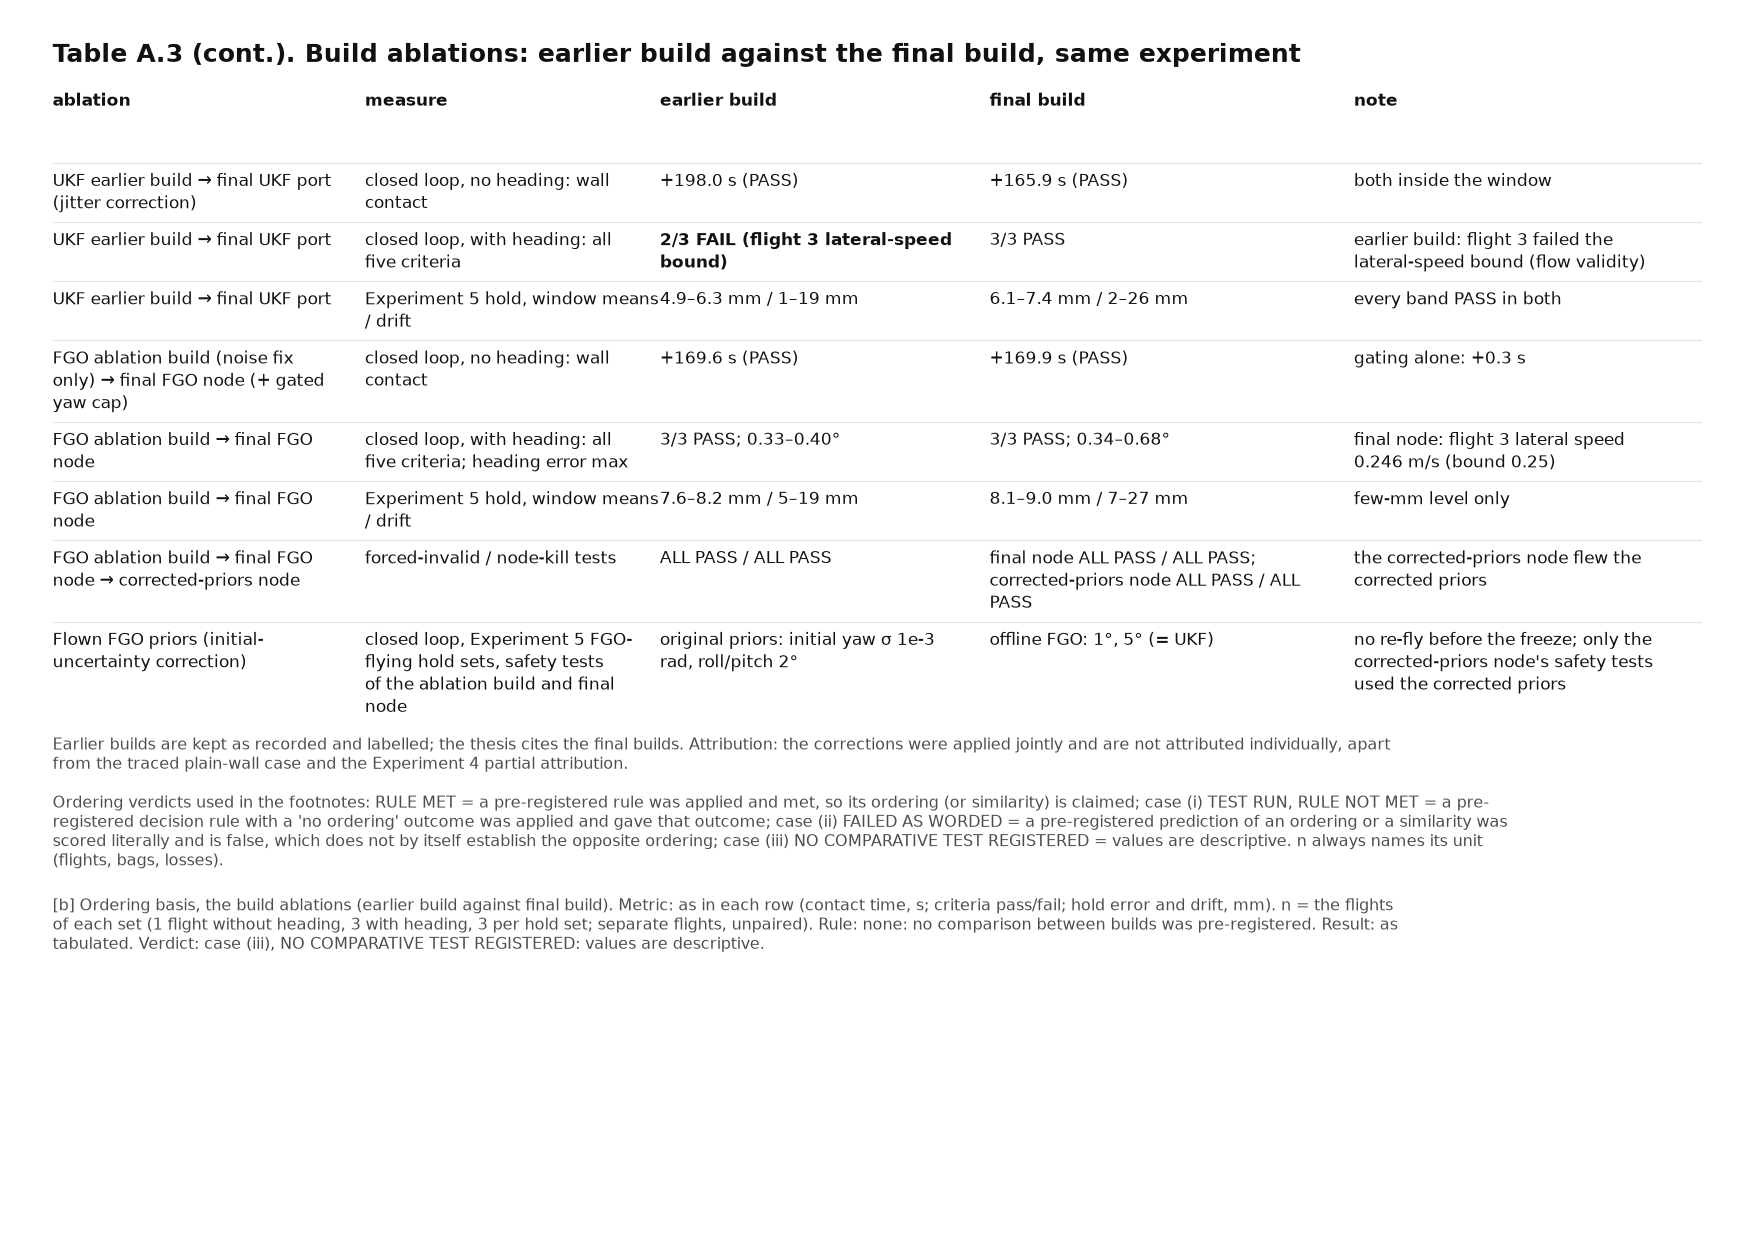 Table A.3 (cont.). Build ablations: earlier build against the final build, same experiment
ablation measure earlier build final build note
UKF earlier build → final UKF port closed loop, no heading: wall +198.0 s (PASS) +165.9 s (PASS) both inside the window
(jitter correction) contact
UKF earlier build → final UKF port closed loop, with heading: all 2/3 FAIL (flight 3 lateral-speed 3/3 PASS earlier build: flight 3 failed the
five criteria bound) lateral-speed bound (flow validity)
UKF earlier build → final UKF port Experiment 5 hold, window means 4.9–6.3 mm / 1–19 mm 6.1–7.4 mm / 2–26 mm every band PASS in both
/ drift
FGO ablation build (noise fix closed loop, no heading: wall +169.6 s (PASS) +169.9 s (PASS) gating alone: +0.3 s
only) → final FGO node (+ gated contact
yaw cap)
FGO ablation build → final FGO closed loop, with heading: all 3/3 PASS; 0.33–0.40° 3/3 PASS; 0.34–0.68° final node: flight 3 lateral speed
node five criteria; heading error max 0.246 m/s (bound 0.25)
FGO ablation build → final FGO Experiment 5 hold, window means 7.6–8.2 mm / 5–19 mm 8.1–9.0 mm / 7–27 mm few-mm level only
node / drift
FGO ablation build → final FGO forced-invalid / node-kill tests ALL PASS / ALL PASS final node ALL PASS / ALL PASS; the corrected-priors node flew the
node → corrected-priors node corrected-priors node ALL PASS / ALL corrected priors
PASS
Flown FGO priors (initial- closed loop, Experiment 5 FGO- original priors: initial yaw σ 1e-3 offline FGO: 1°, 5° (= UKF) no re-fly before the freeze; only the
uncertainty correction) flying hold sets, safety tests rad, roll/pitch 2° corrected-priors node's safety tests
of the ablation build and final used the corrected priors
node
Earlier builds are kept as recorded and labelled; the thesis cites the final builds. Attribution: the corrections were applied jointly and are not attributed individually, apart
from the traced plain-wall case and the Experiment 4 partial attribution.
Ordering verdicts used in the footnotes: RULE MET = a pre-registered rule was applied and met, so its ordering (or similarity) is claimed; case (i) TEST RUN, RULE NOT MET = a pre-
registered decision rule with a 'no ordering' outcome was applied and gave that outcome; case (ii) FAILED AS WORDED = a pre-registered prediction of an ordering or a similarity was
scored literally and is false, which does not by itself establish the opposite ordering; case (iii) NO COMPARATIVE TEST REGISTERED = values are descriptive. n always names its unit
(flights, bags, losses).
[b] Ordering basis, the build ablations (earlier build against final build). Metric: as in each row (contact time, s; criteria pass/fail; hold error and drift, mm). n = the flights
of each set (1 flight without heading, 3 with heading, 3 per hold set; separate flights, unpaired). Rule: none: no comparison between builds was pre-registered. Result: as
tabulated. Verdict: case (iii), NO COMPARATIVE TEST REGISTERED: values are descriptive.